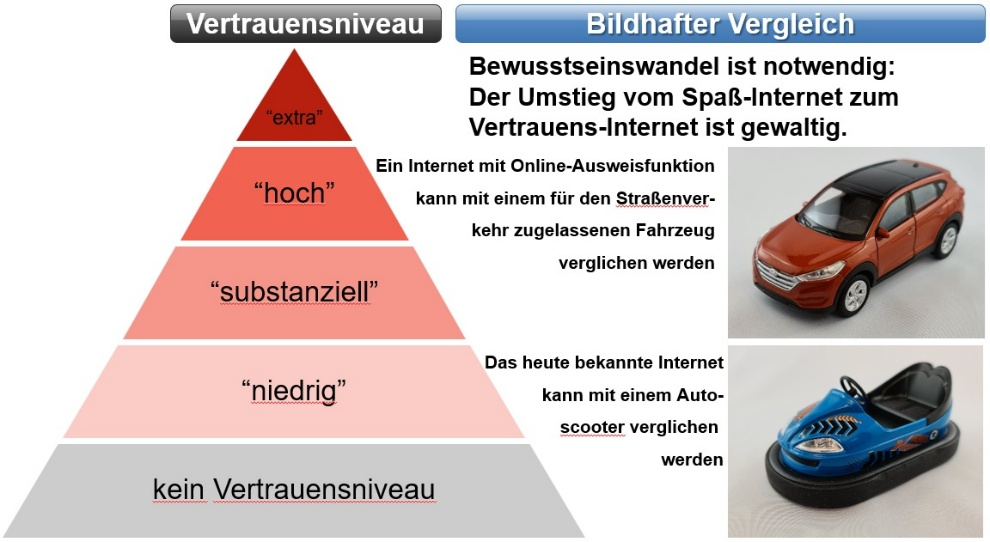 Vertrauensniveau
Bildhafter Vergleich
Bewusstseinswandel ist notwendig:
Der Umstieg vom Spaß-Internet zum
Vertrauens-Internet ist gewaltig.
“extra”
“hoch”
Ein Internet mit Online-Ausweisfunktion
kann mit einem für den Straßenver-
kehr zugelassenen Fahrzeug
verglichen werden
“substanziell”
“niedrig”
Das heute bekannte Internet
kann mit einem Auto-
scooter verglichen
werden
kein Vertrauensniveau